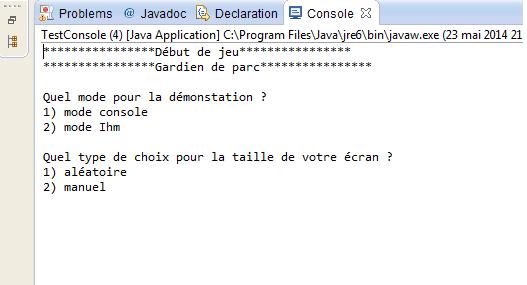 Problems @ Javadoc Declaration Console
TestConsole (4) [Java Application] C:\Program Files\Java\jre6\bin\javaw.exe (23 mai 2014 21
***************Début de jeu***************
***************Gardien de parc***************
Quel mode pour la démonstation ?
1) mode console
2) mode Ihm
Quel type de choix pour la taille de votre écran ?
1) aléatoire
2) manuel